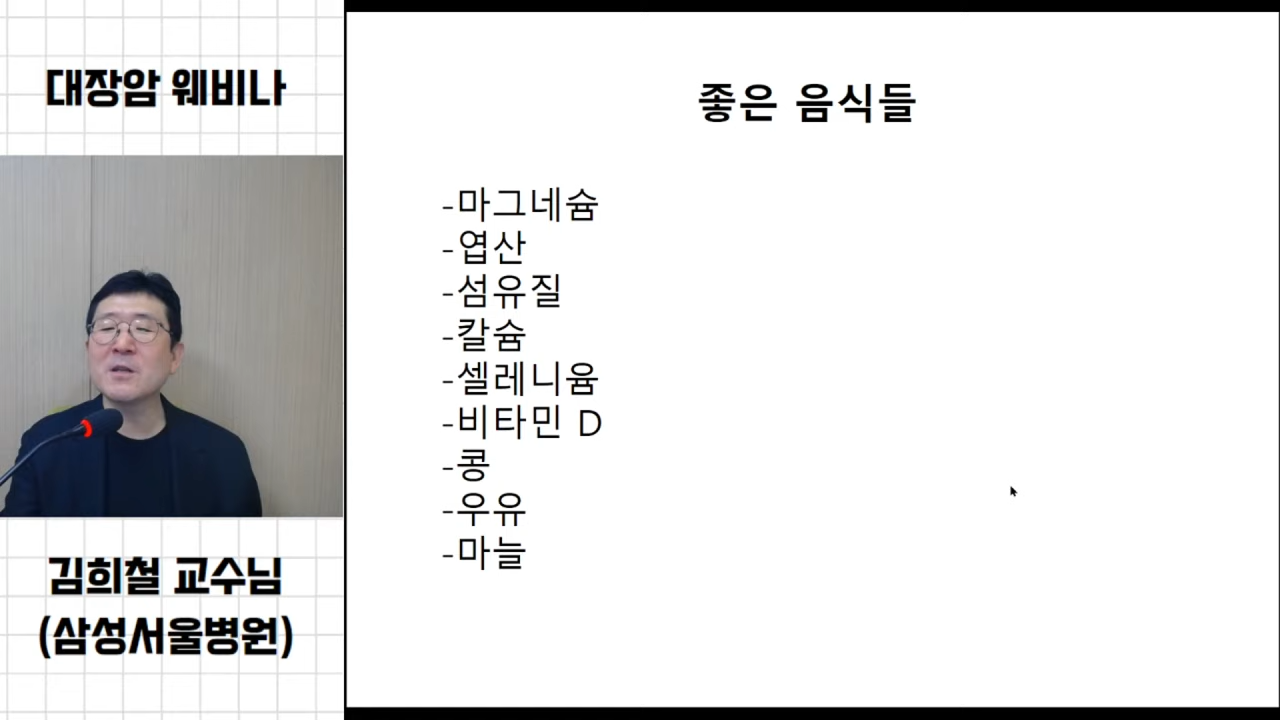 대장암 웨비나
김희철 교수님
(삼성서울병원)
좋은 음식들
-마그네슘
-엽산
-섬유질
-칼슘
-셀레니윰
-비타민 D
-콩
-우유
-마늘